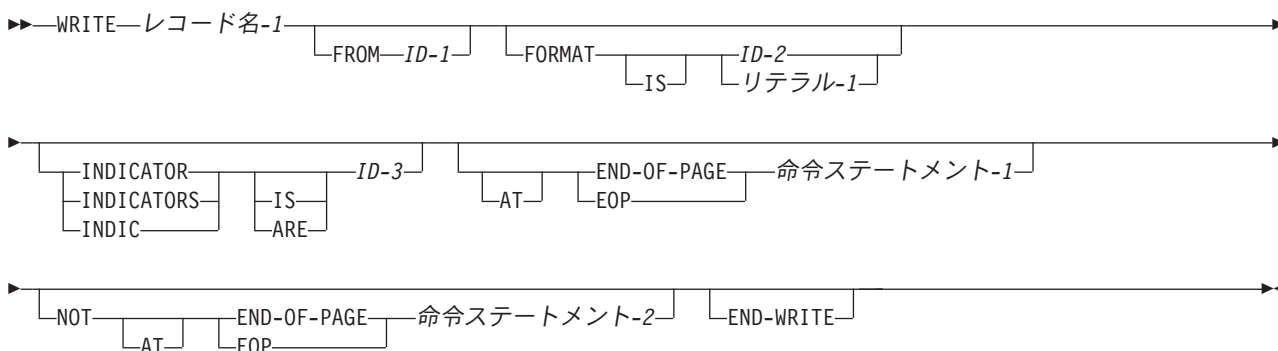 WRITE レコード名-1
FROM ID-1 FORMAT ID-2
IS リテラル-1
INDICATOR ID-3 END-OF-PAGE 命令ステートメント-1
INDICATORS IS AT EOP
INDIC ARE
NOT END-OF-PAGE 命令ステートメント-2 END-WRITE
AT EOP